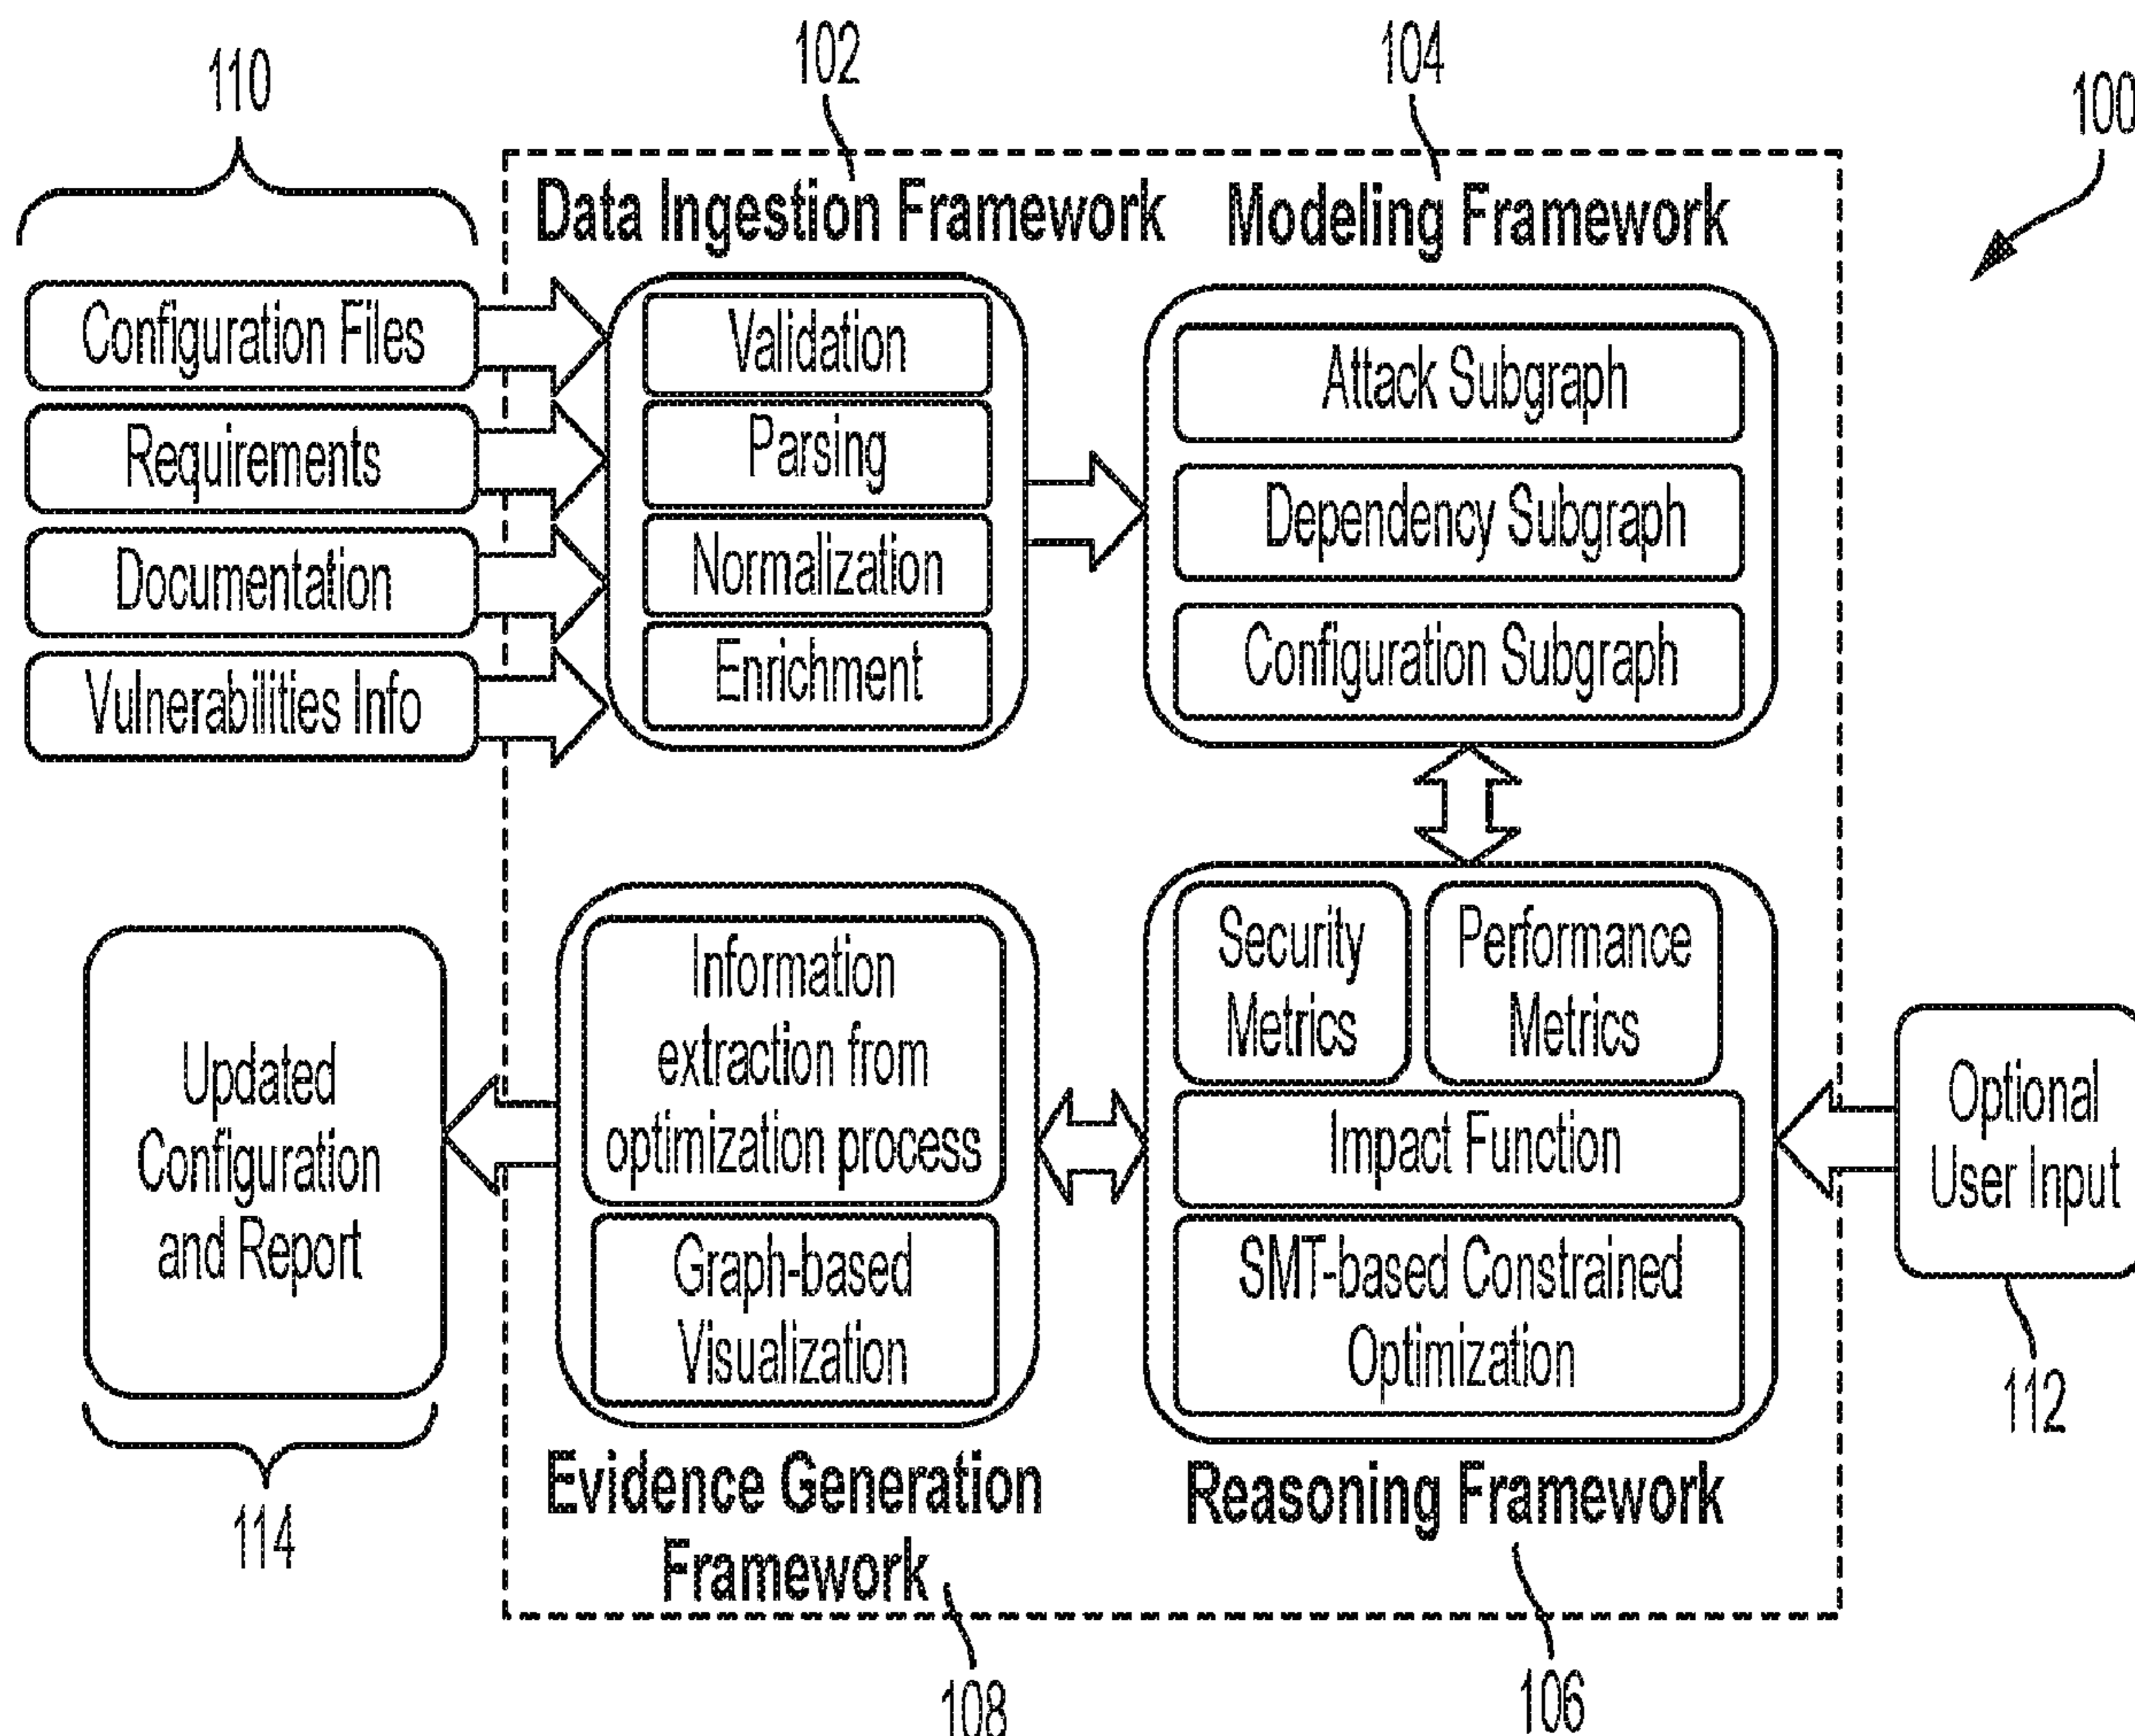 110
102
104
100
Data Ingestion Framework
Modeling Framework
Configuration Files
Requirements
Documentation
Vulnerabilities Info
Validation
Parsing
Normalization
Enrichment
Attack Subgraph
Dependency Subgraph
Configuration Subgraph
Updated
Configuration
and Report
114
Information
extraction from
optimization process
Graph-based
Visualization
Evidence Generation
Framework
108
Security
Metrics
Performance
Metrics
Impact Function
SMT-based Constrained
Optimization
Reasoning Framework
106
Optional
User Input
112